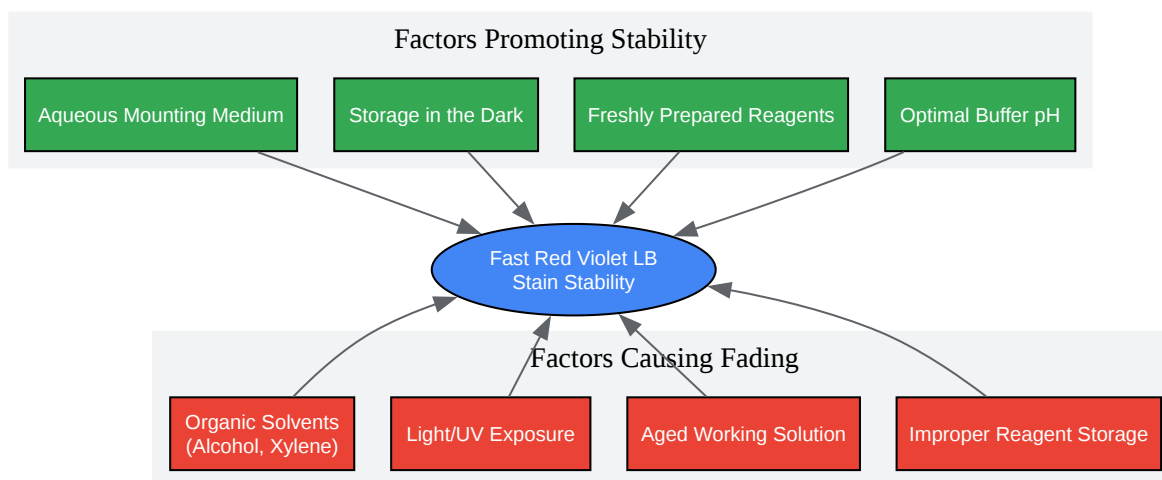 Factors Promoting Stability
Aqueous Mounting Medium
Storage in the Dark
Freshly Prepared Reagents
Optimal Buffer pH
Fast Red Violet LB
Stain Stability
Factors Causing Fading
Organic Solvents
(Alcohol, Xylene)
Light/UV Exposure
Aged Working Solution
Improper Reagent Storage